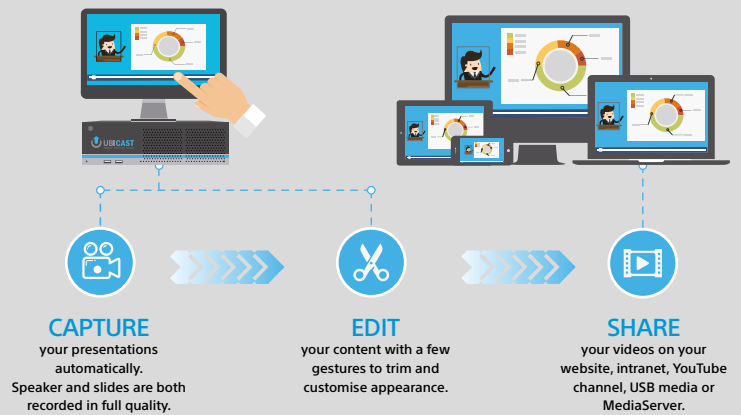 UBICAST
CAPTURE
your presentations
automatically.
Speaker and slides are both
recorded in full quality.
EDIT
your content with a few
gestures to trim and
customise appearance.
SHARE
your videos on your
website, intranet, YouTube
channel, USB media or
MediaServer.